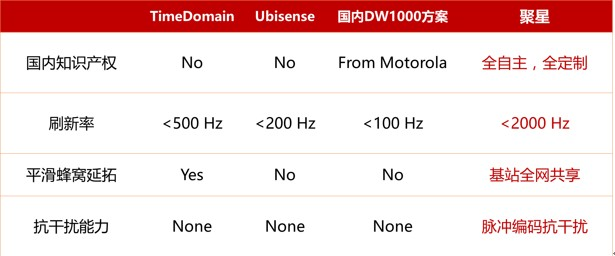 TimeDomain Ubisense 国内DW1000方案 聚星
国内知识产权 No No From Motorola 全自主，全定制
刷新率 <500 Hz <200 Hz <100 Hz <2000 Hz
平滑蜂窝延拓 Yes No No 基站全网共享
抗干扰能力 None None None 脉冲编码抗干扰